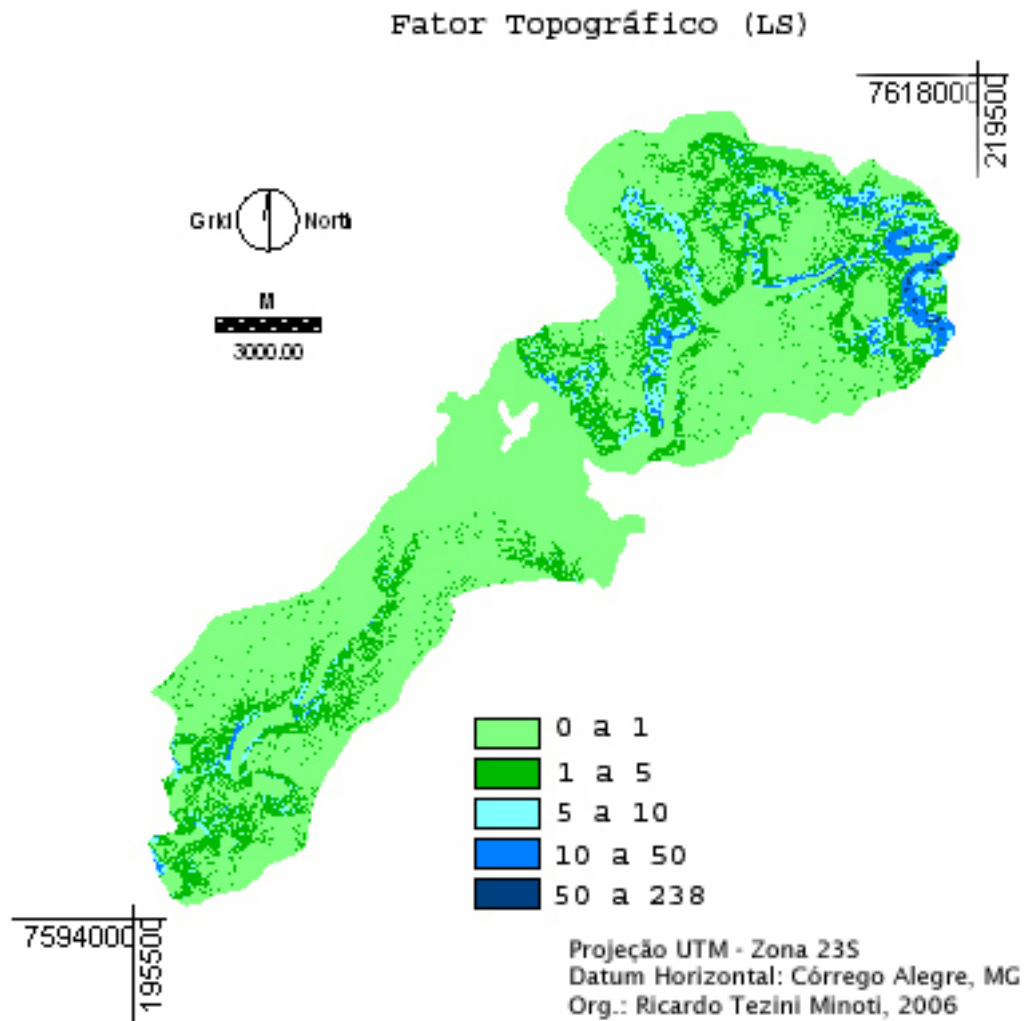 Fator Topográfico (LS)
7618000
219500
Grid North
M
3000.00
0 a 1
1 a 5
5 a 10
10 a 50
50 a 238
7594000
195500
Projeção UTM - Zona 23S
Datum Horizontal: Córrego Alegre, MG
Org.: Ricardo Tezini Minoti, 2006